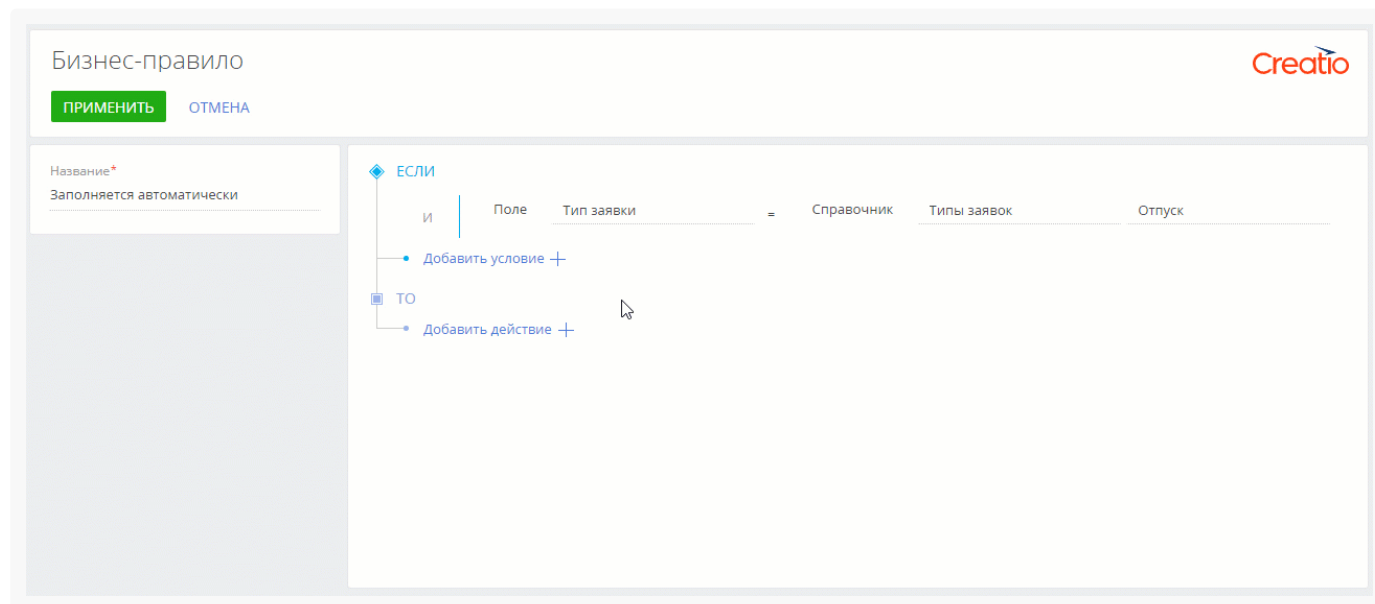 Бизнес-правило
Creatio
ПРИМЕНИТЬ ОТМЕНА
Название*
Заполняется автоматически
ЕСЛИ
И Поле Тип заявки = Справочник Типы заявок Отпуск
Добавить условие
ТО
Добавить действие